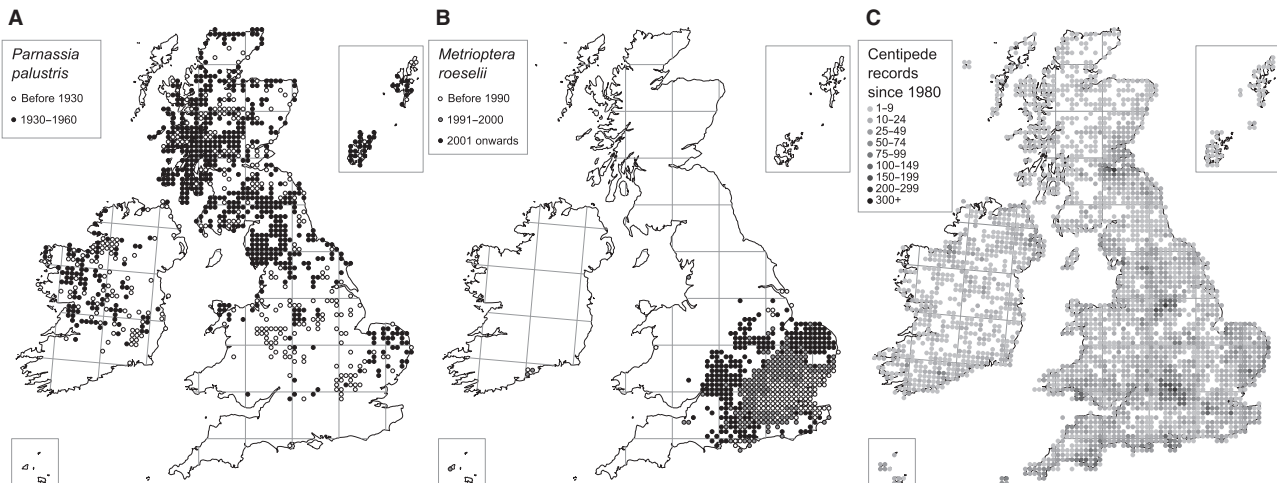 A
Parnassia
palustris
Before 1930
1930–1960
B
Metrioptera
roeselii
Before 1990
1991–2000
2001 onwards
C
Centipede
records
since 1980
1–9
10–24
25–49
50–74
75–99
100–149
150–199
200–299
300+